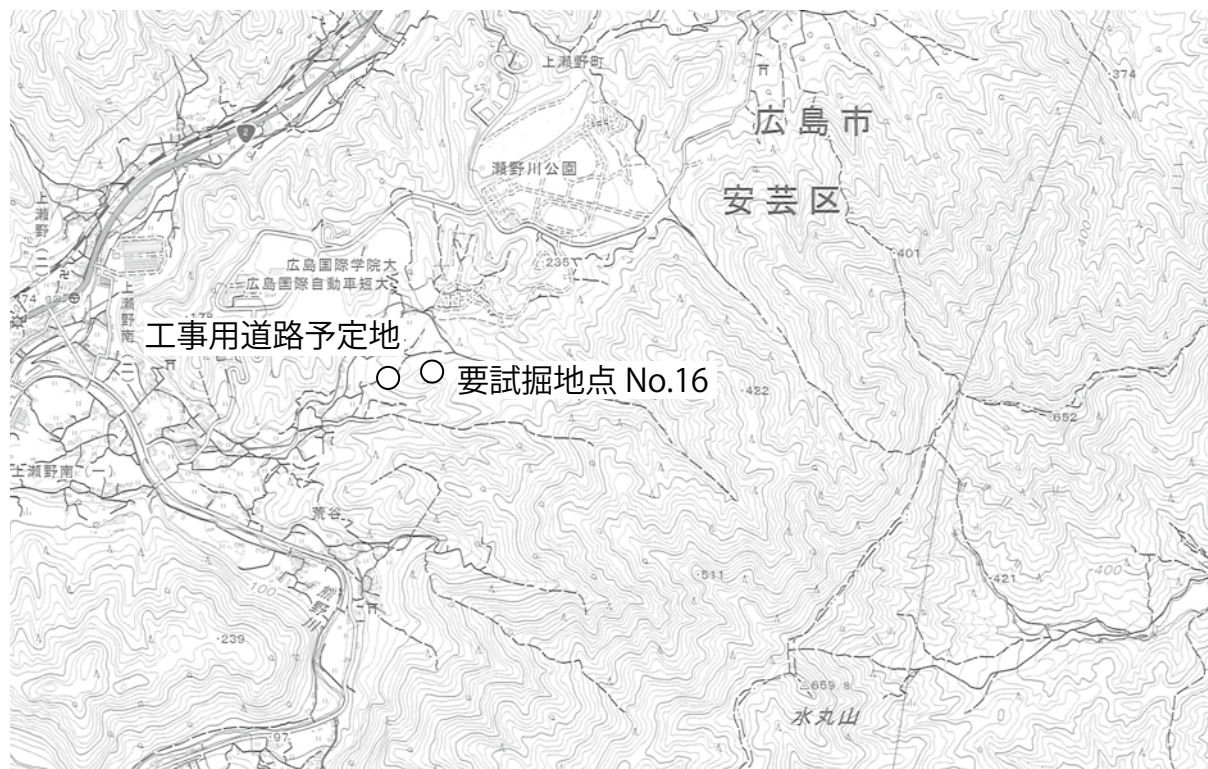 上瀬野町
374
広島市
2
瀬野川公園
安芸区
上瀬野(二)
401
400
広島国際学院大
235
広島国際自動車短大
上瀬野南(二)
工事用道路予定地
要試掘地点 No.16
422
652
上瀬野南(一)
荒谷
511
421
400
100
熊野川
239
659.8
水丸山
97